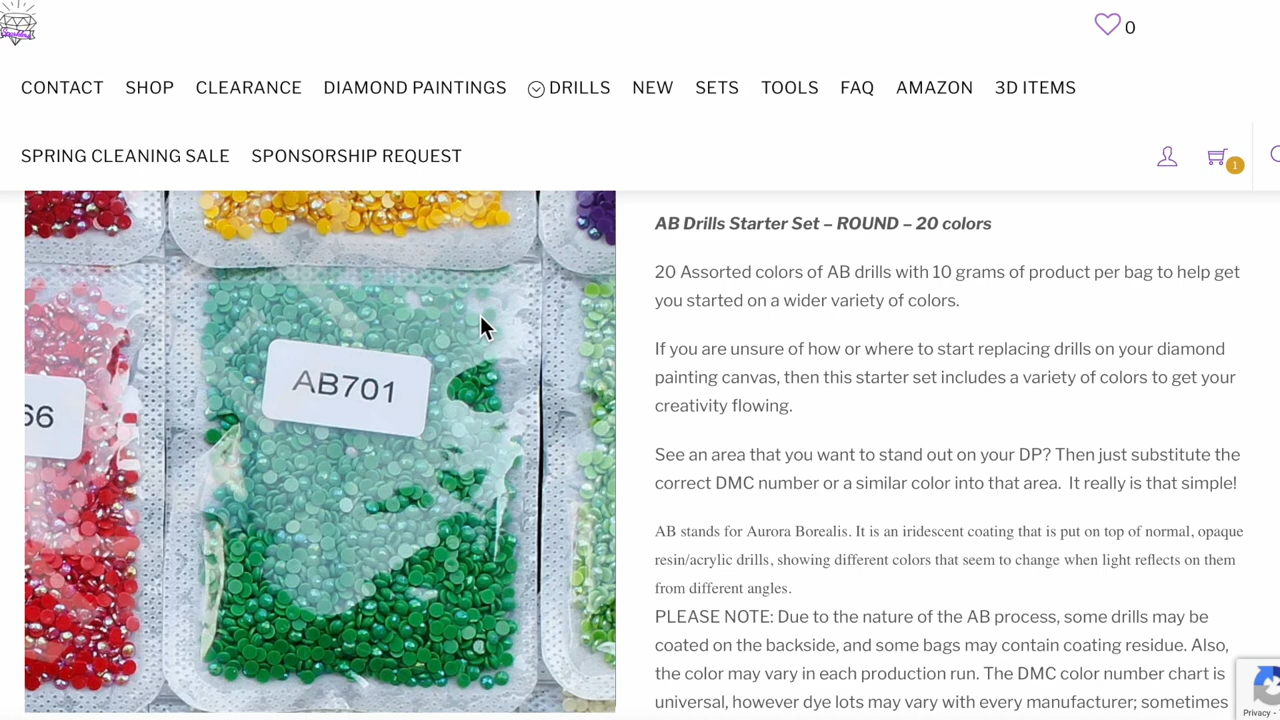 0
CONTACT SHOP CLEARANCE DIAMOND PAINTINGS DRILLS NEW SETS TOOLS FAQ AMAZON 3D ITEMS
SPRING CLEANING SALE SPONSORSHIP REQUEST
1
AB Drills Starter Set – ROUND – 20 colors
20 Assorted colors of AB drills with 10 grams of product per bag to help get
you started on a wider variety of colors.
If you are unsure of how or where to start replacing drills on your diamond
painting canvas, then this starter set includes a variety of colors to get your
creativity flowing.
See an area that you want to stand out on your DP? Then just substitute the
correct DMC number or a similar color into that area.  It really is that simple!
AB stands for Aurora Borealis. It is an iridescent coating that is put on top of normal, opaque
resin/acrylic drills, showing different colors that seem to change when light reflects on them
from different angles.
PLEASE NOTE: Due to the nature of the AB process, some drills may be
coated on the backside, and some bags may contain coating residue. Also,
the color may vary in each production run. The DMC color number chart is
universal, however dye lots may vary with every manufacturer; sometimes
AB701
66
Privacy -